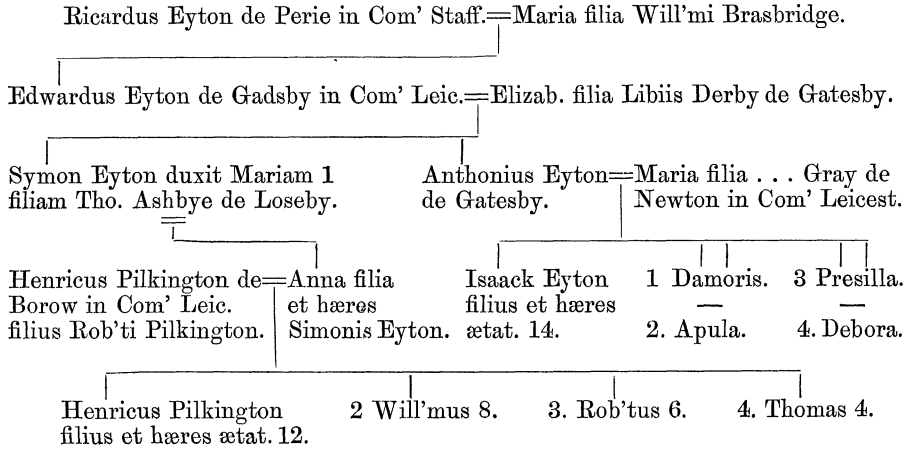 Ricardus Eyton de Perie in Com' Staff.=Maria filia Will'mi Brasbridge.
Edwardus Eyton de Gadsby in Com' Leic.=Elizab. filia Libiis Derby de Gatesby.
Symon Eyton duxit Mariam 1
filiam Tho. Ashbye de Loseby.
Anthonius Eyton=Maria filia . . . Gray de
de Gatesby. Newton in Com' Leicest.
Henricus Pilkington de=Anna filia
Borow in Com' Leic. et hæres
filius Rob'ti Pilkington. Simonis Eyton.
Isaack Eyton
filius et hæres
ætat. 14.
1 Damoris. 3 Presilla.
2. Apula. 4. Debora.
Henricus Pilkington
filius et hæres ætat. 12.
2 Will'mus 8. 3. Rob'tus 6. 4. Thomas 4.